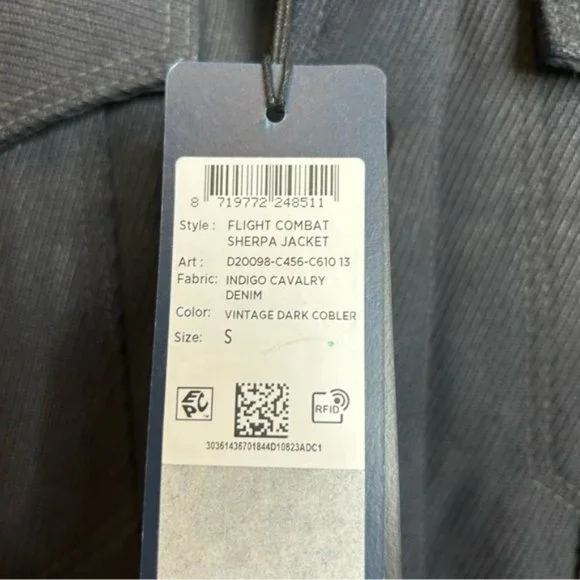 8 719772 248511
Style : FLIGHT COMBAT
SHERPA JACKET
Art : D20098-C456-C610 13
Fabric: INDIGO CAVALRY
DENIM
Color: VINTAGE DARK COBLER
Size: S
EPC
RFID
30361436701844D10623ADC1